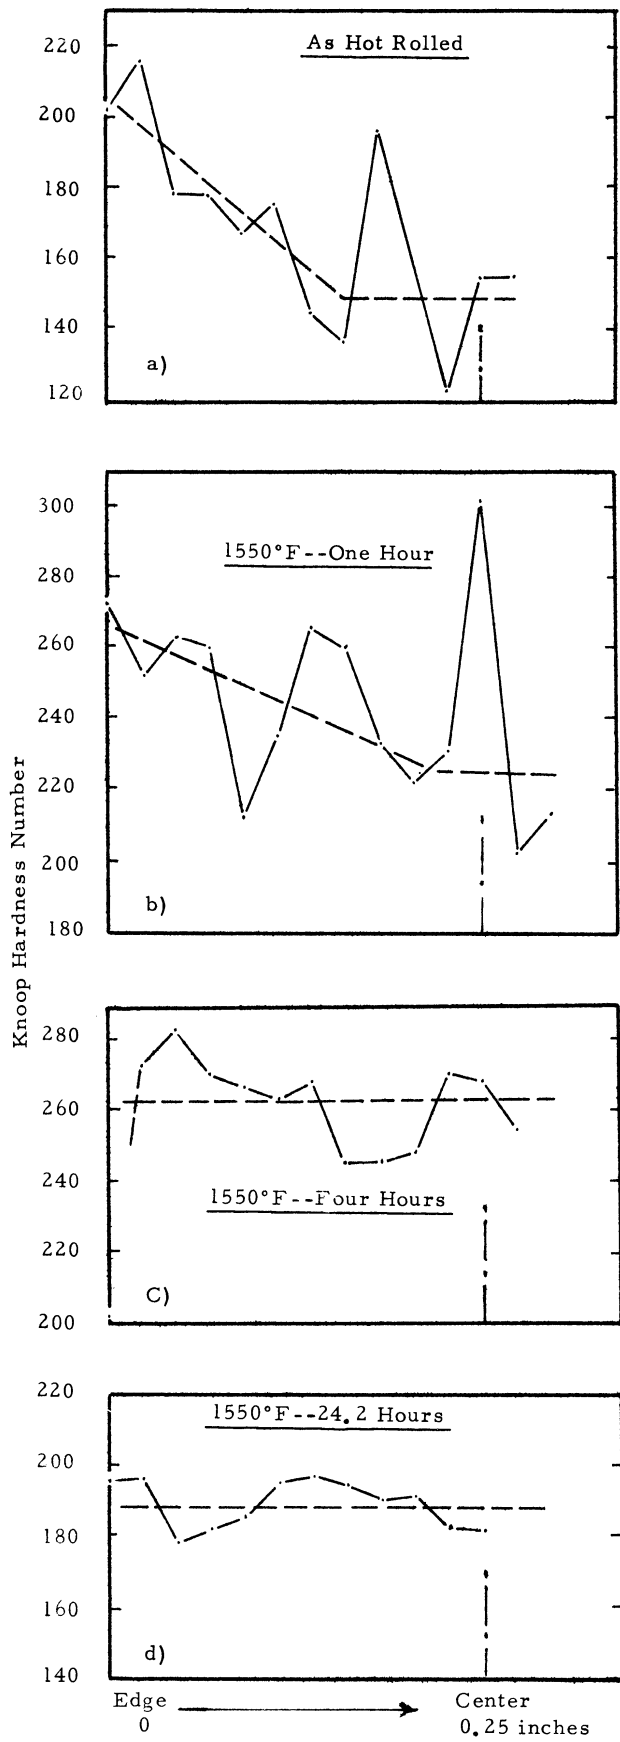 As Hot Rolled
220
200
180
160
140
120
a)
1550°F--One Hour
300
280
260
240
220
200
180
b)
Knoop Hardness Number
280
260
240
220
200
1550°F--Four Hours
C)
220
200
180
160
140
1550°F--24.2 Hours
d)
Edge Center
0 0.25 inches